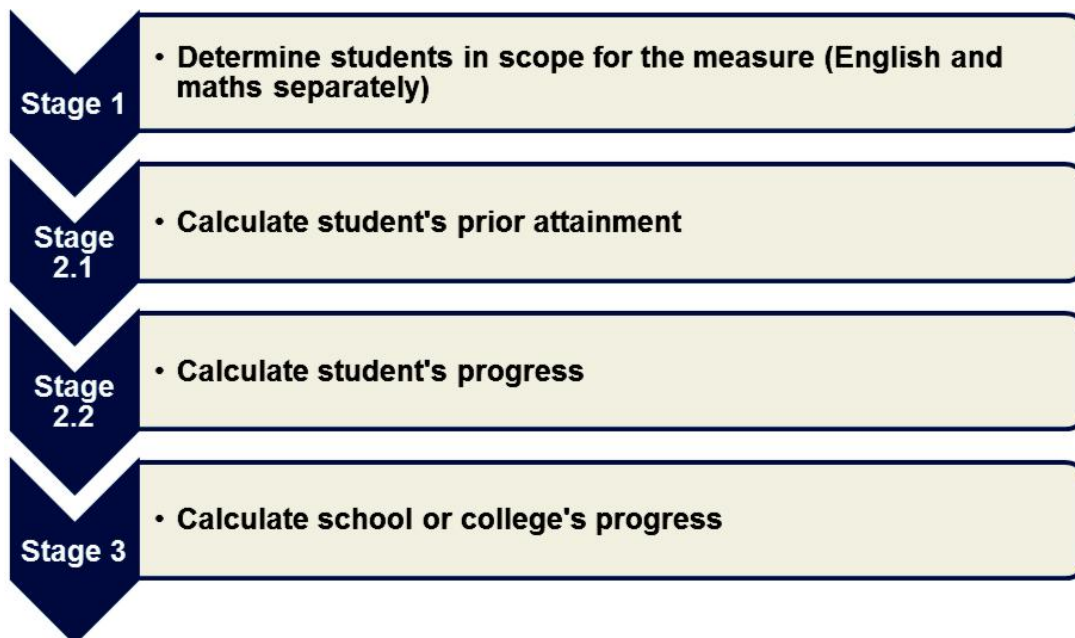 Stage 1
• Determine students in scope for the measure (English and
maths separately)
Stage
2.1
• Calculate student's prior attainment
Stage
2.2
• Calculate student's progress
Stage 3
• Calculate school or college's progress